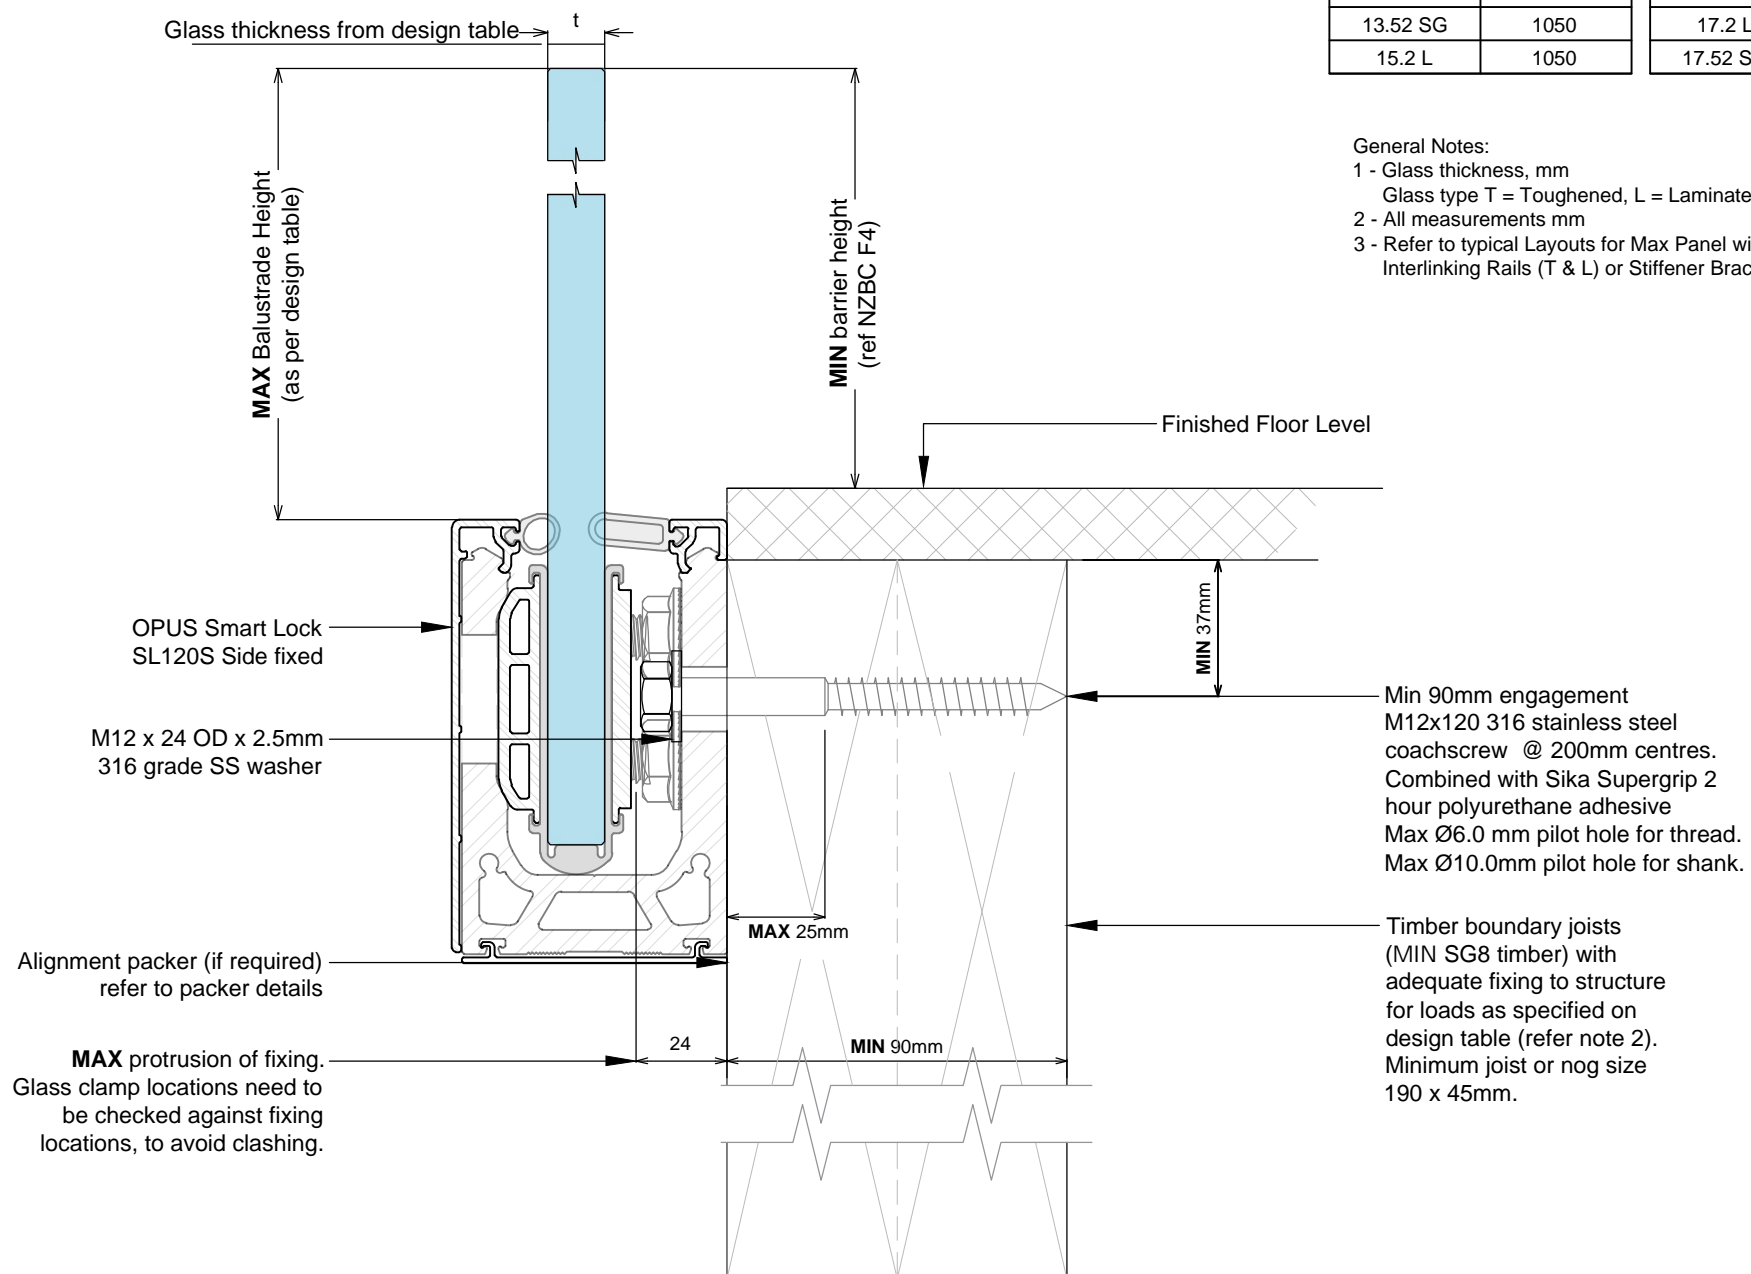 Glass thickness from design table
t
13.52 SG 1050 17.2 L
15.2 L 1050 17.52 S
General Notes:
1 - Glass thickness, mm
Glass type T = Toughened, L = Laminate
2 - All measurements mm
3 - Refer to typical Layouts for Max Panel wi
Interlinking Rails (T & L) or Stiffener Brac
MAX Balustrade Height
(as per design table)
MIN barrier height
(ref NZBC F4)
Finished Floor Level
MIN 37mm
OPUS Smart Lock
SL120S Side fixed
M12 x 24 OD x 2.5mm
316 grade SS washer
Min 90mm engagement
M12x120 316 stainless steel
coachscrew @ 200mm centres.
Combined with Sika Supergrip 2
hour polyurethane adhesive
Max Ø6.0 mm pilot hole for thread.
Max Ø10.0mm pilot hole for shank.
MAX 25mm
Alignment packer (if required)
refer to packer details
Timber boundary joists
(MIN SG8 timber) with
adequate fixing to structure
for loads as specified on
design table (refer note 2).
Minimum joist or nog size
190 x 45mm.
24
MIN 90mm
MAX protrusion of fixing.
Glass clamp locations need to
be checked against fixing
locations, to avoid clashing.